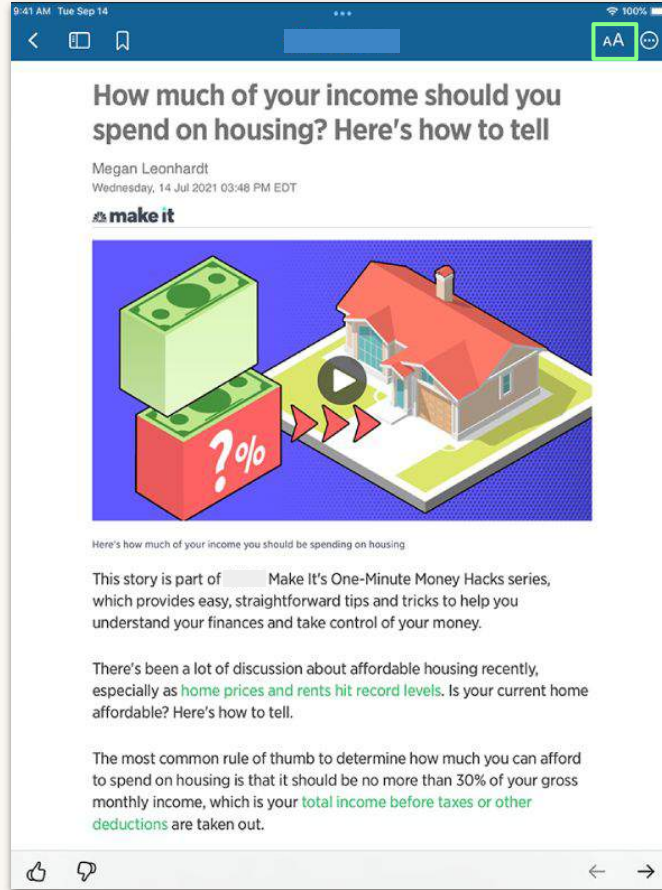 9:41 AM Tue Sep 14
100%
AA
How much of your income should you
spend on housing? Here's how to tell
Megan Leonhardt
Wednesday, 14 Jul 2021 03:48 PM EDT
make it
?%
Here's how much of your income you should be spending on housing
This story is part of Make It's One-Minute Money Hacks series,
which provides easy, straightforward tips and tricks to help you
understand your finances and take control of your money.
There's been a lot of discussion about affordable housing recently,
especially as home prices and rents hit record levels. Is your current home
affordable? Here's how to tell.
The most common rule of thumb to determine how much you can afford
to spend on housing is that it should be no more than 30% of your gross
monthly income, which is your total income before taxes or other
deductions are taken out.